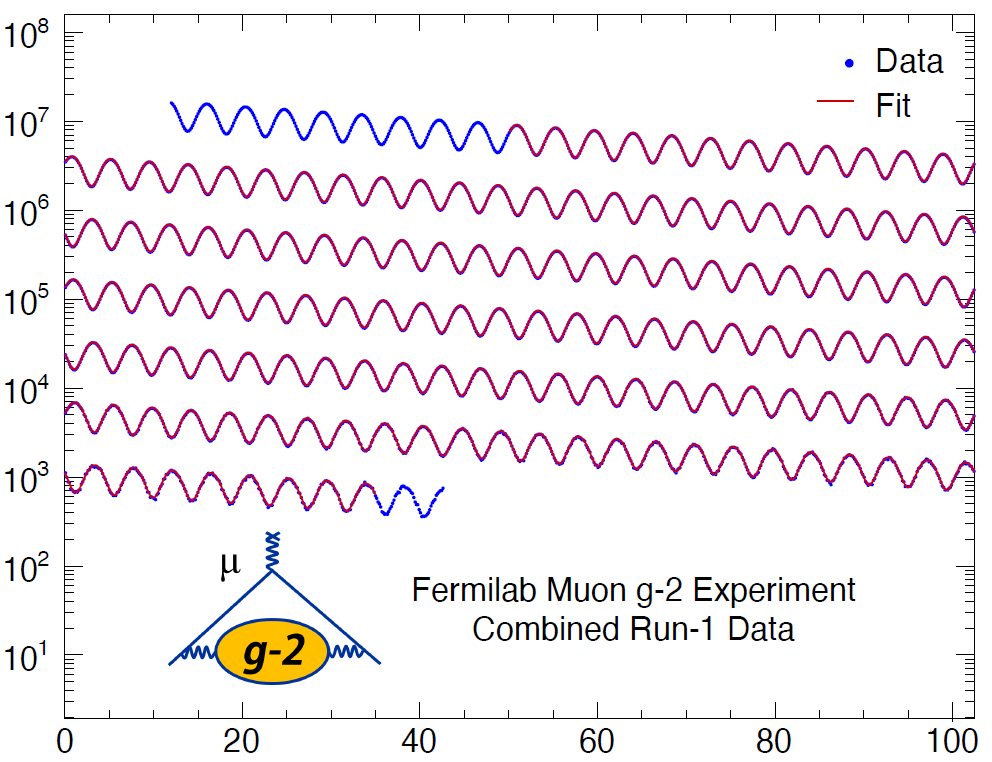 10⁸
10⁷
10⁶
10⁵
10⁴
10³
10²
10¹
Data
Fit
μ
g-2
Fermilab Muon g-2 Experiment
Combined Run-1 Data
0 20 40 60 80 100